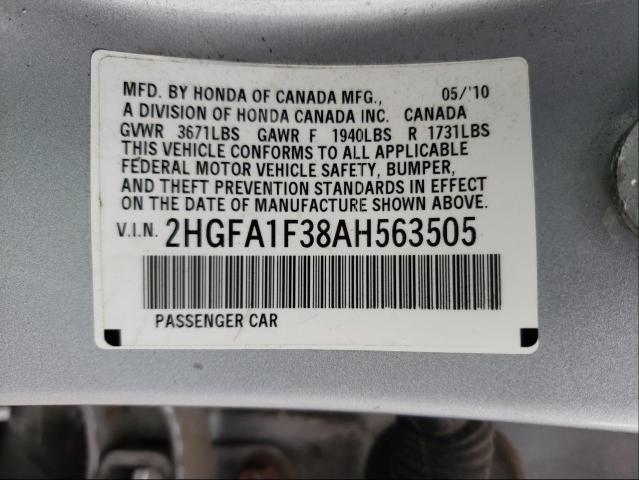 MFD. BY HONDA OF CANADA MFG., 05/'10
A DIVISION OF HONDA CANADA INC. CANADA
GVWR 3671LBS GAWR F 1940LBS R 1731LBS
THIS VEHICLE CONFORMS TO ALL APPLICABLE
FEDERAL MOTOR VEHICLE SAFETY, BUMPER,
AND THEFT PREVENTION STANDARDS IN EFFECT
ON THE DATE OF MANUFACTURE SHOWN ABOVE.
V.I.N. 2HGFA1F38AH563505
PASSENGER CAR